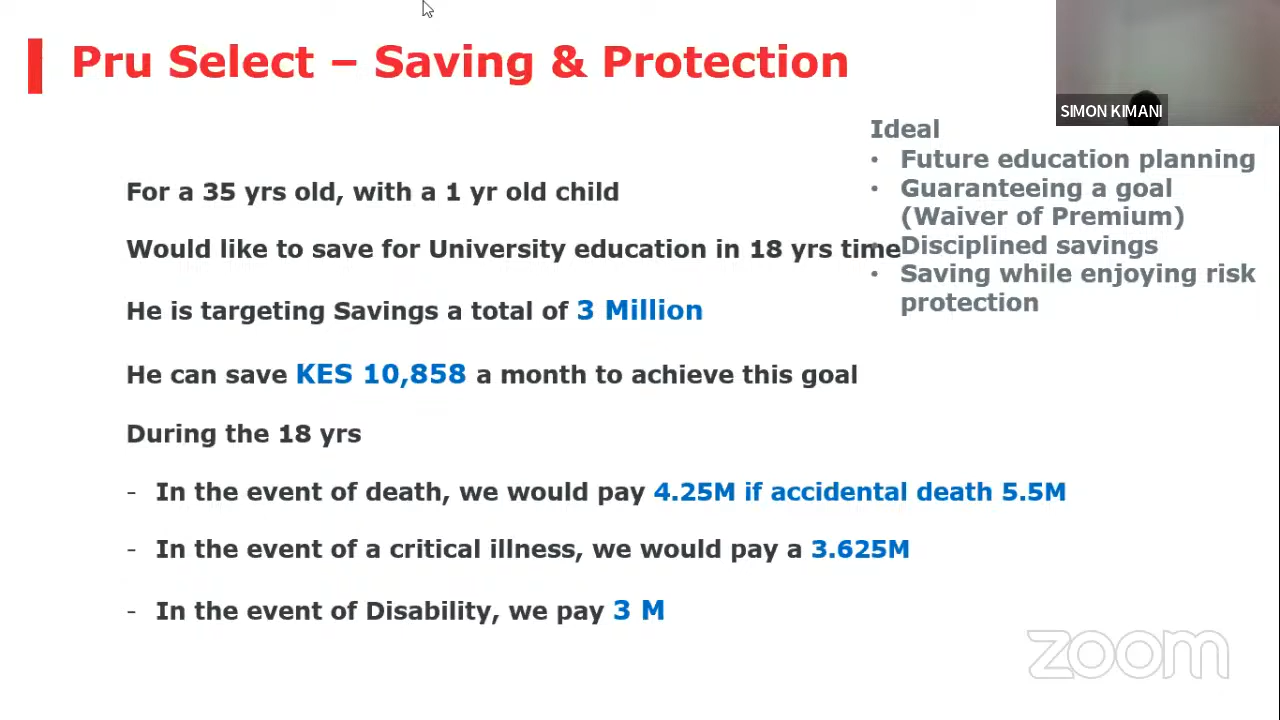 Pru Select – Saving & Protection
SIMON KIMANI
Ideal
• Future education planning
• Guaranteeing a goal
(Waiver of Premium)
• Disciplined savings
• Saving while enjoying risk
protection
For a 35 yrs old, with a 1 yr old child
Would like to save for University education in 18 yrs time
He is targeting Savings a total of 3 Million
He can save KES 10,858 a month to achieve this goal
During the 18 yrs
- In the event of death, we would pay 4.25M if accidental death 5.5M
- In the event of a critical illness, we would pay a 3.625M
- In the event of Disability, we pay 3 M
zoom